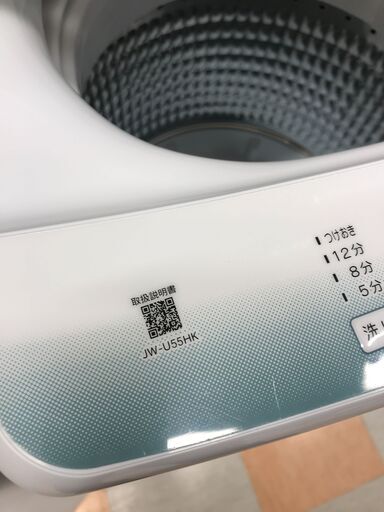 取扱説明書
JW-U55HK
つけおき
12分
8分
5分
洗